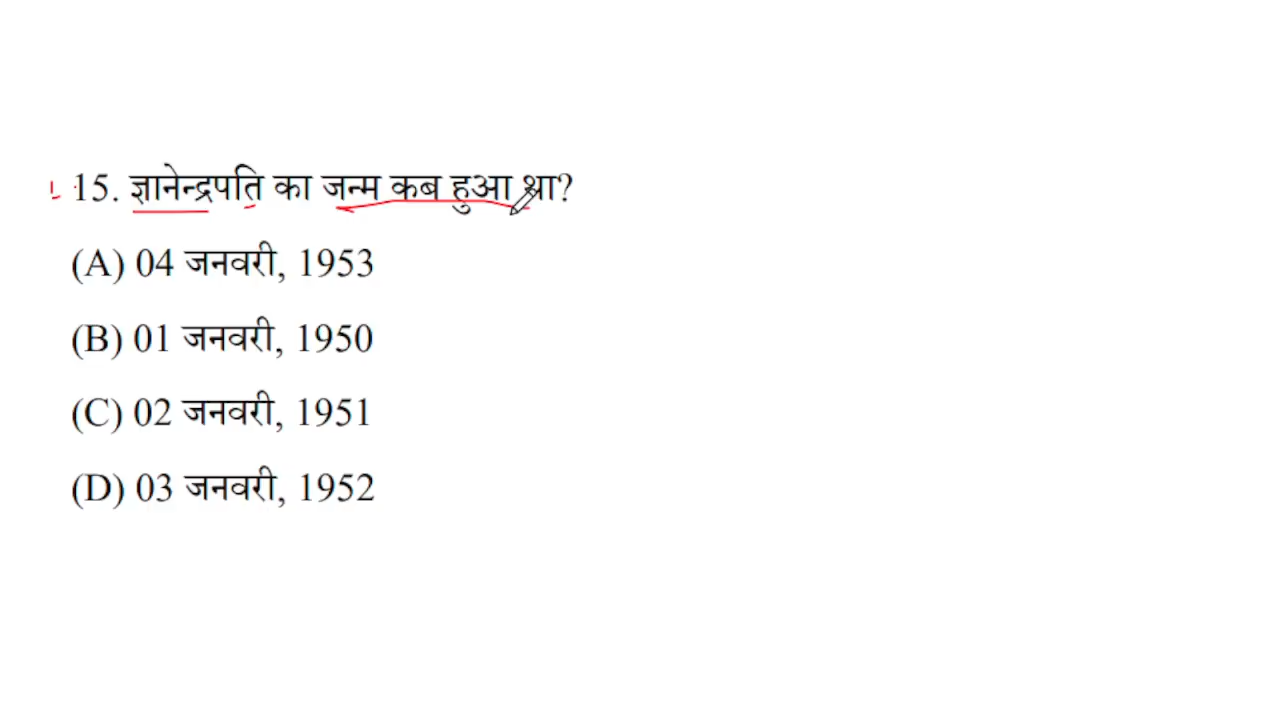 15. ज्ञानेन्द्रपति का जन्म कब हुआ था?
(A) 04 जनवरी, 1953
(B) 01 जनवरी, 1950
(C) 02 जनवरी, 1951
(D) 03 जनवरी, 1952